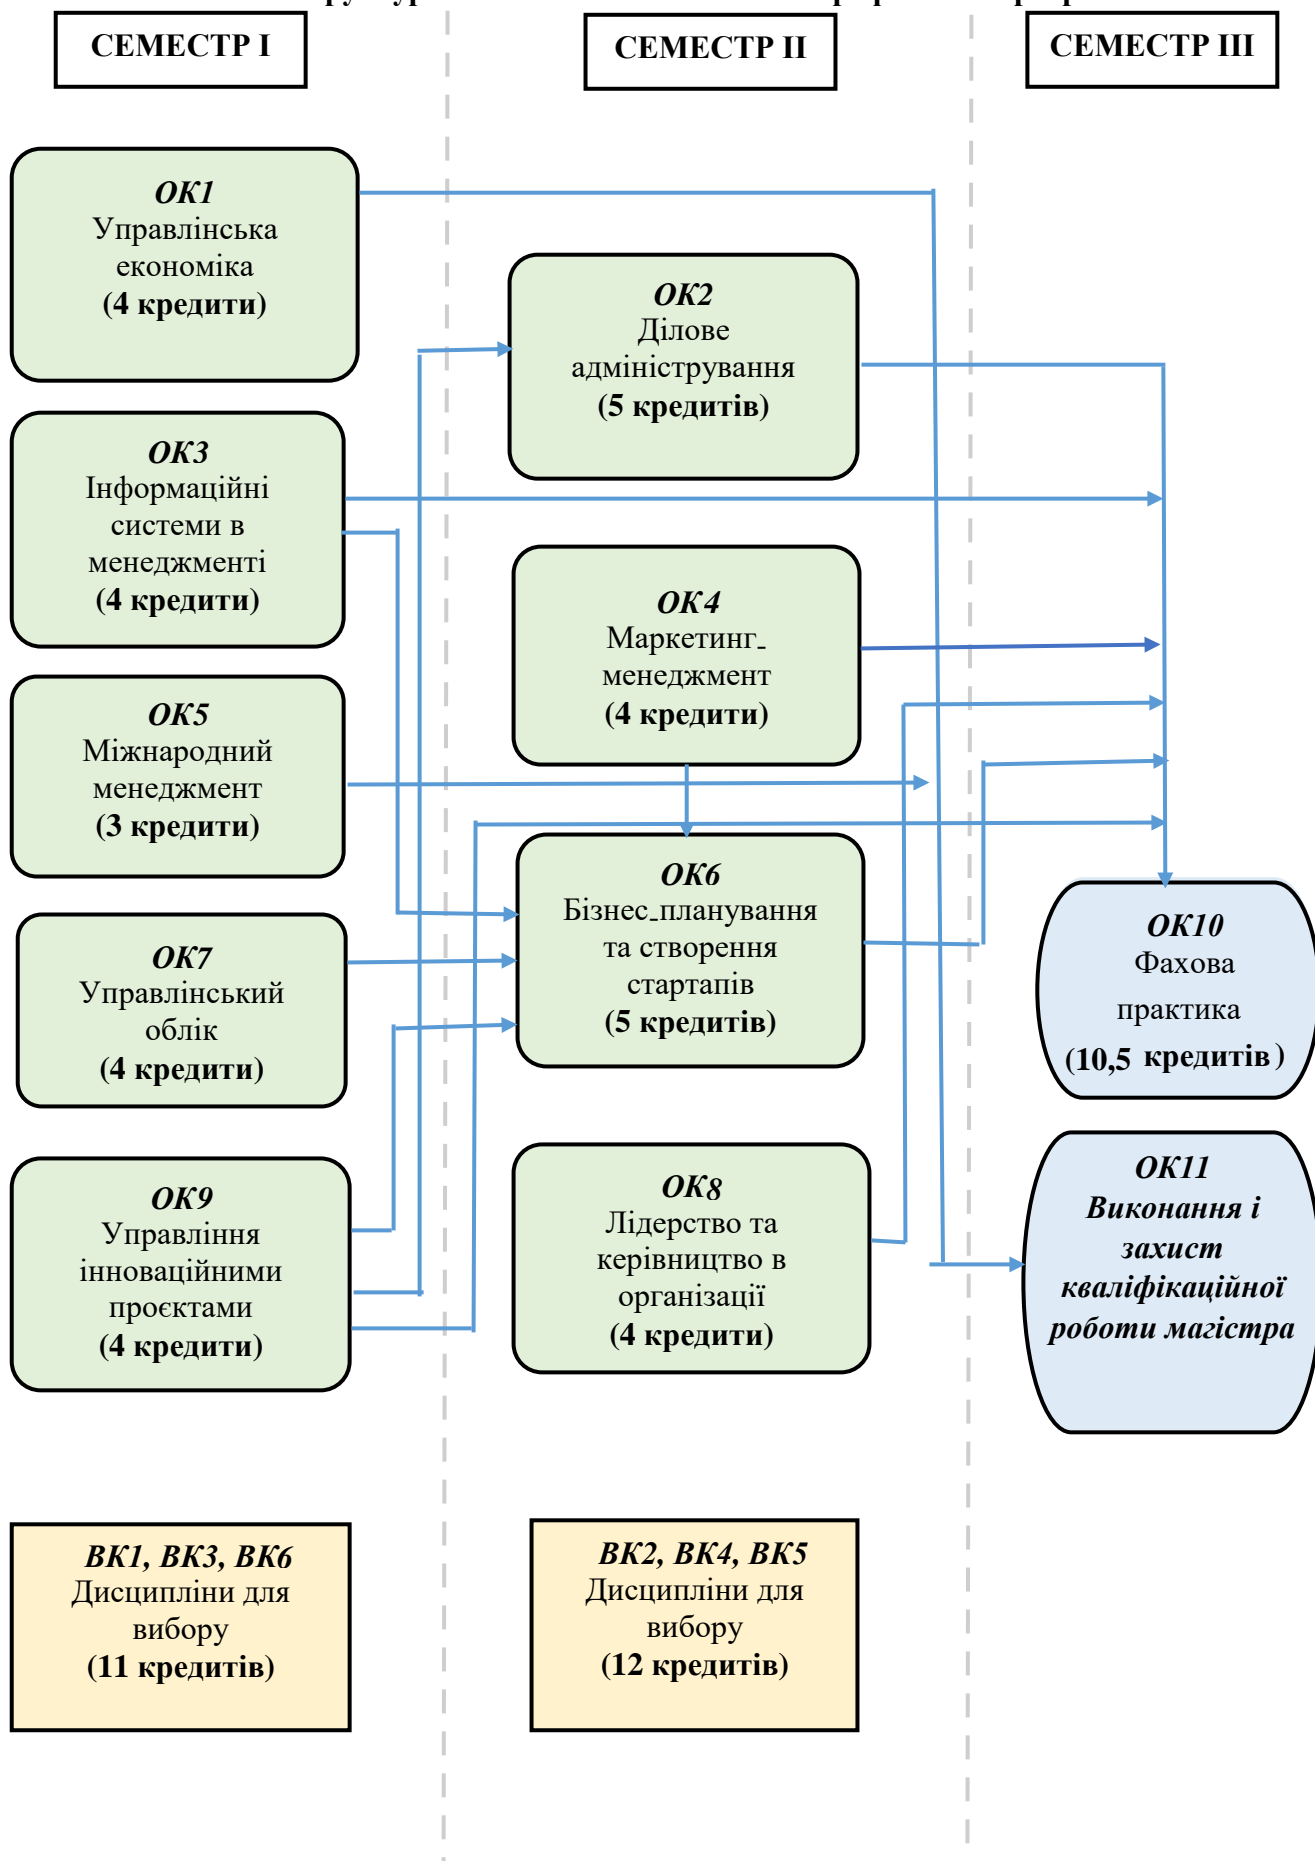 СЕМЕСТР I
СЕМЕСТР II
СЕМЕСТР III
ОК1
Управлінська
економіка
(4 кредити)
ОК3
Інформаційні
системи в
менеджменті
(4 кредити)
ОК5
Міжнародний
менеджмент
(3 кредити)
ОК7
Управлінський
облік
(4 кредити)
ОК9
Управління
інноваційними
проєктами
(4 кредити)
ВК1, ВК3, ВК6
Дисципліни для
вибору
(11 кредитів)
ОК2
Ділове
адміністрування
(5 кредитів)
ОК4
Маркетинг-
менеджмент
(4 кредити)
ОК6
Бізнес-планування
та створення
стартапів
(5 кредитів)
ОК8
Лідерство та
керівництво в
організації
(4 кредити)
ВК2, ВК4, ВК5
Дисципліни для
вибору
(12 кредитів)
ОК10
Фахова
практика
(10,5 кредитів)
ОК11
Виконання і
захист
кваліфікаційної
роботи магістра